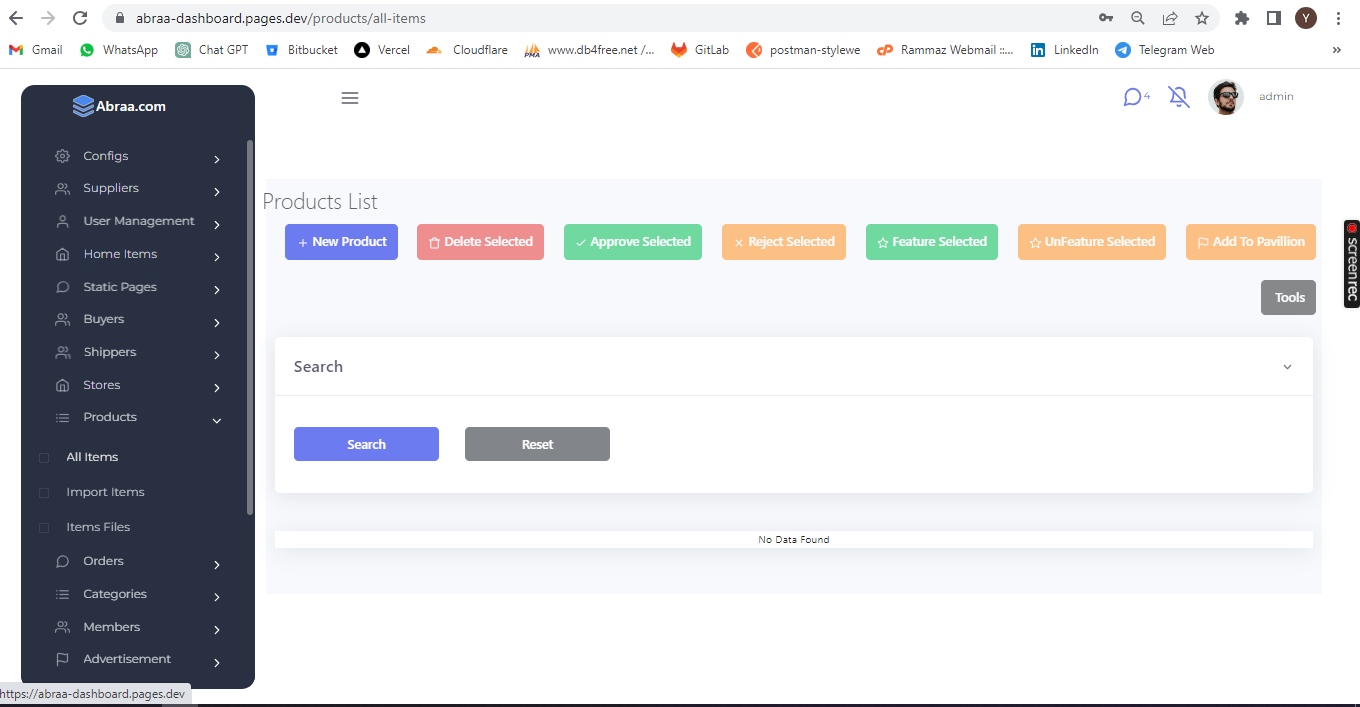 abraa-dashboard.pages.dev/products/all-items
Y
Gmail WhatsApp Chat GPT Bitbucket Vercel Cloudflare www.db4free.net /... GitLab postman-stylewe Rammaz Webmail ::... LinkedIn Telegram Web »
Abraa.com
4 admin
Configs
Suppliers
User Management
Home Items
Static Pages
Buyers
Shippers
Stores
Products
All Items
Import Items
Items Files
Orders
Categories
Members
Advertisement
Products List
New Product Delete Selected Approve Selected Reject Selected Feature Selected UnFeature Selected Add To Pavillion
Tools
Search
Search Reset
No Data Found
screenrec
https://abraa-dashboard.pages.dev